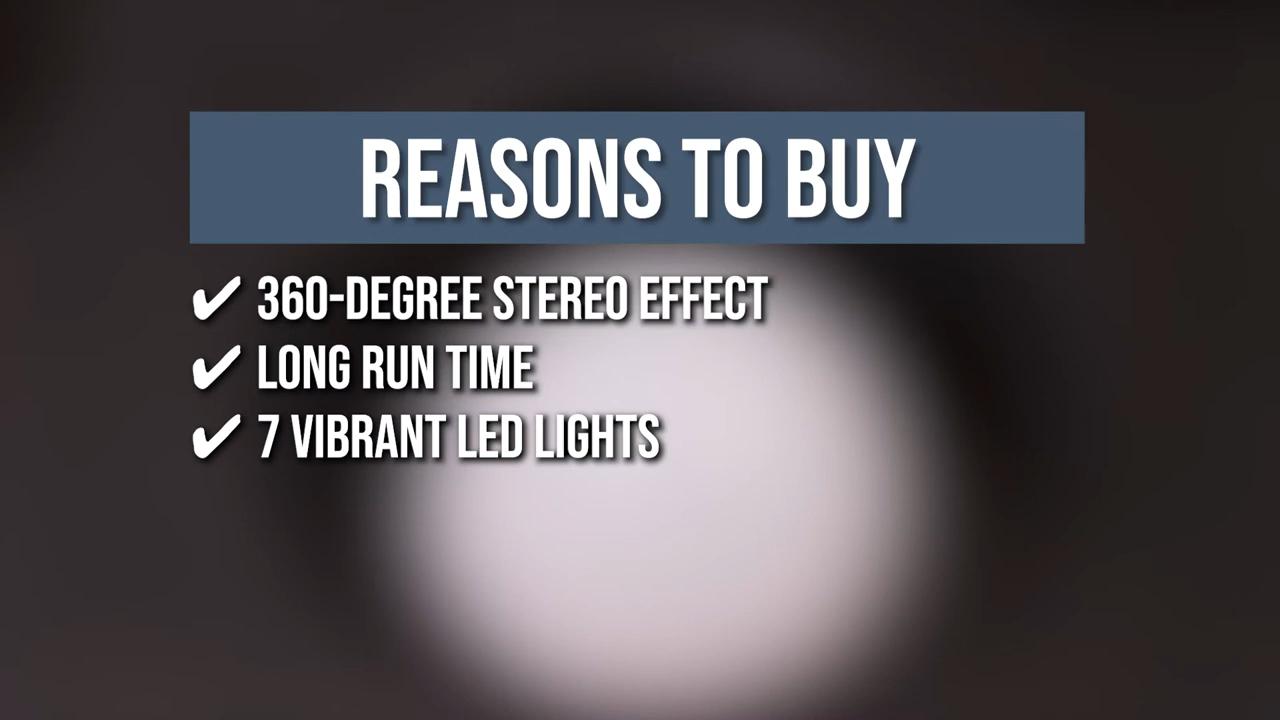 REASONS TO BUY
✔ 360-DEGREE STEREO EFFECT
✔ LONG RUN TIME
✔ 7 VIBRANT LED LIGHTS